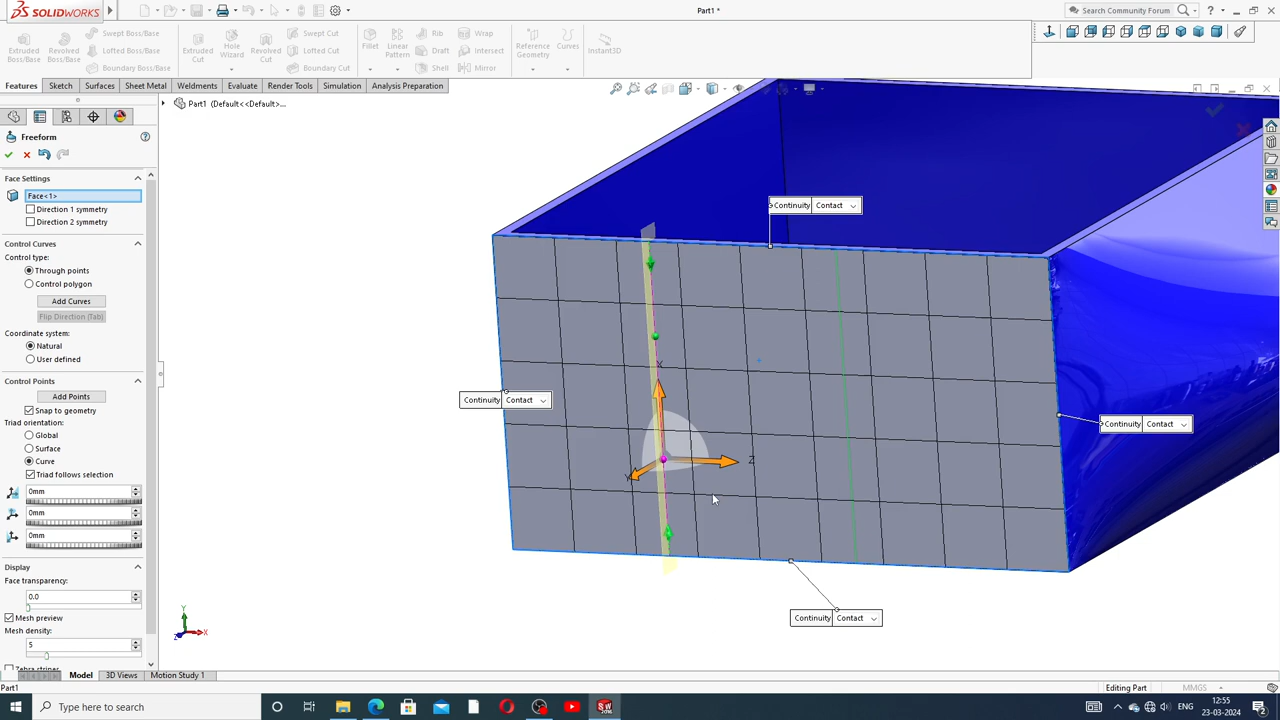 SOLIDWORKS
Part1 *
Search Community Forum
Extruded Boss/Base
Revolved Boss/Base
Swept Boss/Base
Lofted Boss/Base
Boundary Boss/Base
Extruded Cut
Hole Wizard
Revolved Cut
Swept Cut
Lofted Cut
Boundary Cut
Fillet
Linear Pattern
Rib
Draft
Shell
Wrap
Intersect
Mirror
Reference Geometry
Curves
Instant3D
Features
Sketch
Surfaces
Sheet Metal
Weldments
Evaluate
Render Tools
Simulation
Analysis Preparation
Part1 (Default<<Default>...
Freeform
Face Settings
Face<1>
Direction 1 symmetry
Direction 2 symmetry
Control Curves
Control type:
Through points
Control polygon
Add Curves
Flip Direction (Tab)
Coordinate system:
Natural
User defined
Control Points
Add Points
Snap to geometry
Triad orientation:
Global
Surface
Curve
Triad follows selection
0mm
0mm
0mm
Display
Face transparency:
0.0
Mesh preview
Mesh density:
5
Zebra stripes
Continuity Contact
Continuity Contact
Continuity Contact
Continuity Contact
X
Y
Z
Y
X
Z
Model
3D Views
Motion Study 1
Part1
Editing Part
MMGS
Type here to search
ENG
12:55
23-03-2024
2